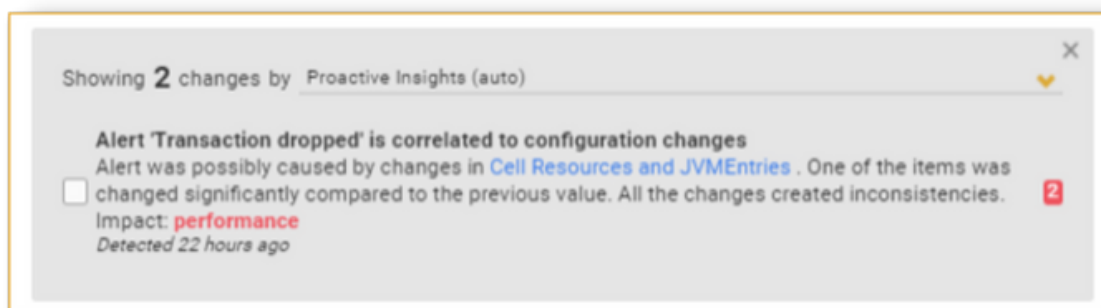 Showing 2 changes by Proactive Insights (auto)
Alert 'Transaction dropped' is correlated to configuration changes
Alert was possibly caused by changes in Cell Resources and JVMEntries . One of the items was
changed significantly compared to the previous value. All the changes created inconsistencies.
2
Impact: performance
Detected 22 hours ago